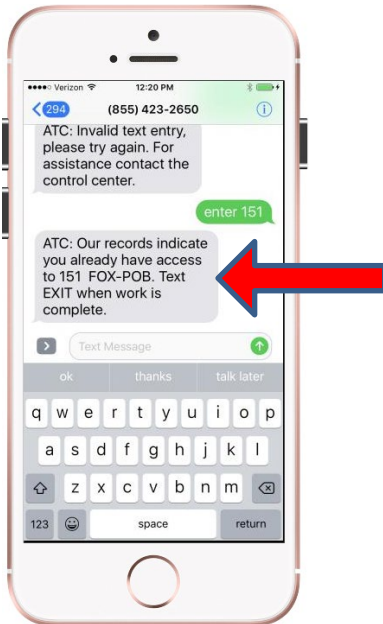 Verizon 12:20 PM
294 (855) 423-2650
ATC: Invalid text entry,
please try again. For
assistance contact the
control center.
enter 151
ATC: Our records indicate
you already have access
to 151 FOX-POB. Text
EXIT when work is
complete.
Text Message
ok thanks talk later
q w e r t y u i o p
a s d f g h j k l
z x c v b n m
123 space return